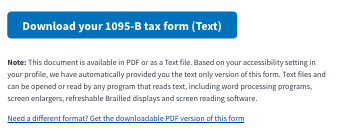 Download your 1095-B tax form (Text)
Note: This document is available in PDF or as a Text file. Based on your accessibility setting in
your profile, we have automatically provided you the text only version of this form. Text files and
can be opened or read by any program that reads text, including word processing programs,
screen enlargers, refreshable Brailled displays and screen reading software.
Need a different format? Get the downloadable PDF version of this form